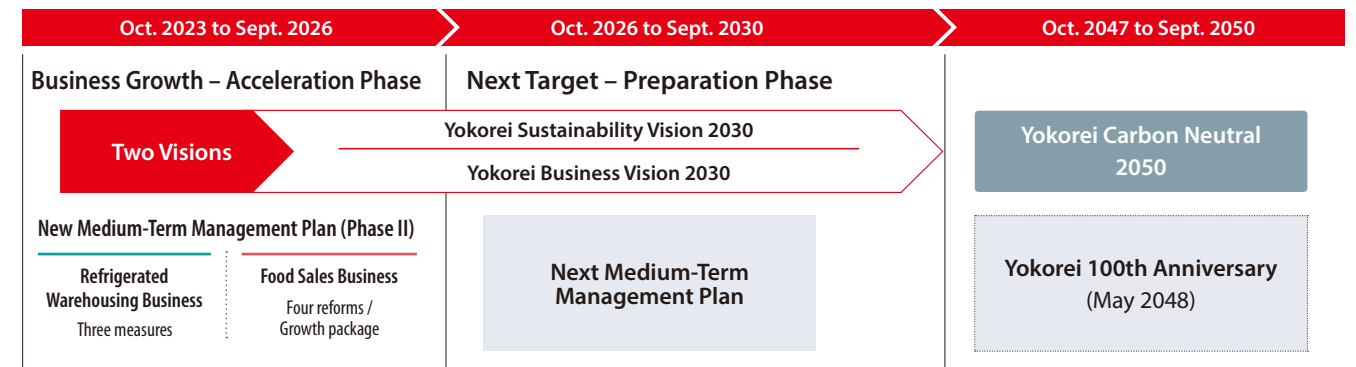 Oct. 2023 to Sept. 2026
Oct. 2026 to Sept. 2030
Oct. 2047 to Sept. 2050
Business Growth – Acceleration Phase
Next Target – Preparation Phase
Two Visions
Yokorei Sustainability Vision 2030
Yokorei Business Vision 2030
Yokorei Carbon Neutral
2050
New Medium-Term Management Plan (Phase II)
Refrigerated
Warehousing Business
Three measures
Food Sales Business
Four reforms /
Growth package
Next Medium-Term
Management Plan
Yokorei 100th Anniversary
(May 2048)